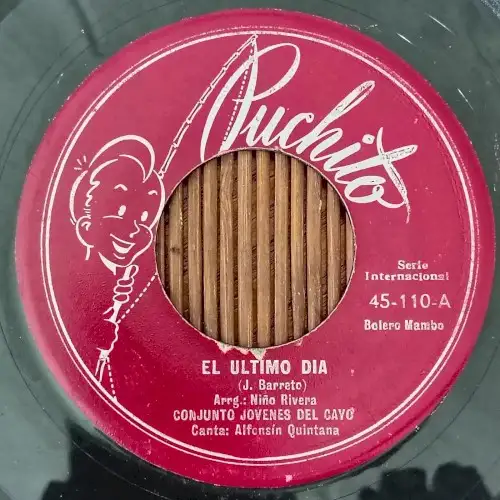 Puchito
Serie
Internacional
45-110-A
Bolero Mambo
EL ULTIMO DIA
(J. Barreto)
Arrg.: Niño Rivera
CONJUNTO JOVENES DEL CAYO
Canta: Alfonsín Quintana